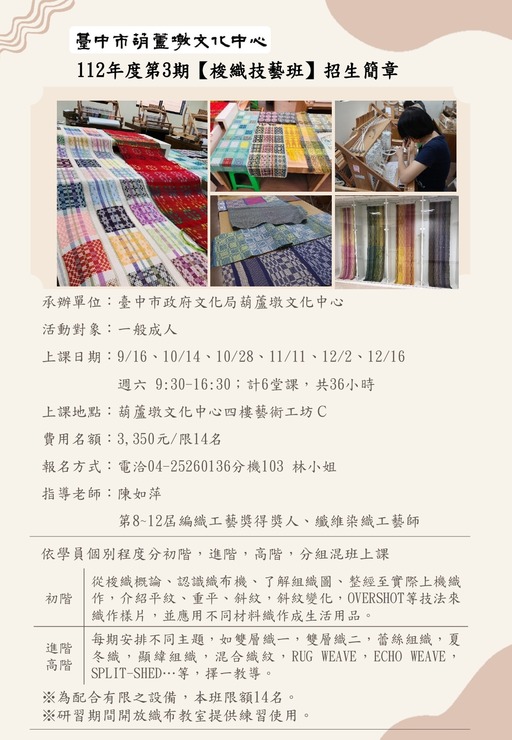 臺中市葫蘆墩文化中心
112年度第3期【梭織技藝班】招生簡章
承辦單位：臺中市政府文化局葫蘆墩文化中心
活動對象：一般成人
上課日期：9/16、10/14、10/28、11/11、12/2、12/16
週六 9:30-16:30；計6堂課，共36小時
上課地點：葫蘆墩文化中心四樓藝術工坊Ｃ
費用名額：3,350元/限14名
報名方式：電洽04-25260136分機103 林小姐
指導老師：陳如萍
第8~12屆編織工藝獎得獎人、纖維染織工藝師
依學員個別程度分初階，進階，高階，分組混班上課
初階
從梭織概論、認識織布機、了解組織圖、整經至實際上機織
作，介紹平紋、重平、斜紋，斜紋變化，OVERSHOT等技法來
織作樣片，並應用不同材料織作成生活用品。
進階
高階
每期安排不同主題，如雙層織一，雙層織二，蕾絲組織，夏
冬織，顯緯組織，混合織紋，RUG WEAVE，ECHO WEAVE，
SPLIT-SHED…等，擇一教導。
※為配合有限之設備，本班限額14名。
※研習期間開放織布教室提供練習使用。